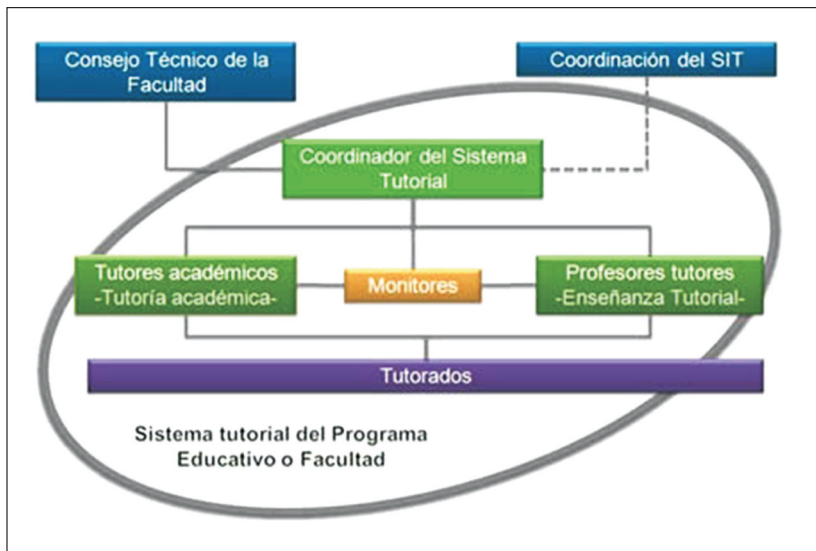 Consejo Técnico de la
Facultad
Coordinación del SIT
Coordinador del Sistema
Tutorial
Tutores académicos
-Tutoría académica-
Monitores
Profesores tutores
-Enseñanza Tutorial-
Tutorados
Sistema tutorial del Programa
Educativo o Facultad